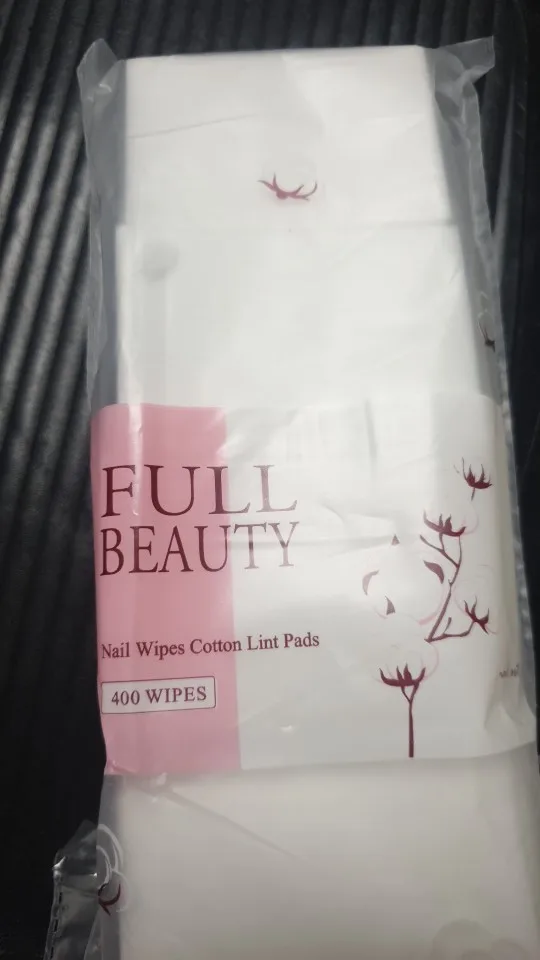 FULL
BEAUTY
Nail Wipes Cotton Lint Pads
400 WIPES